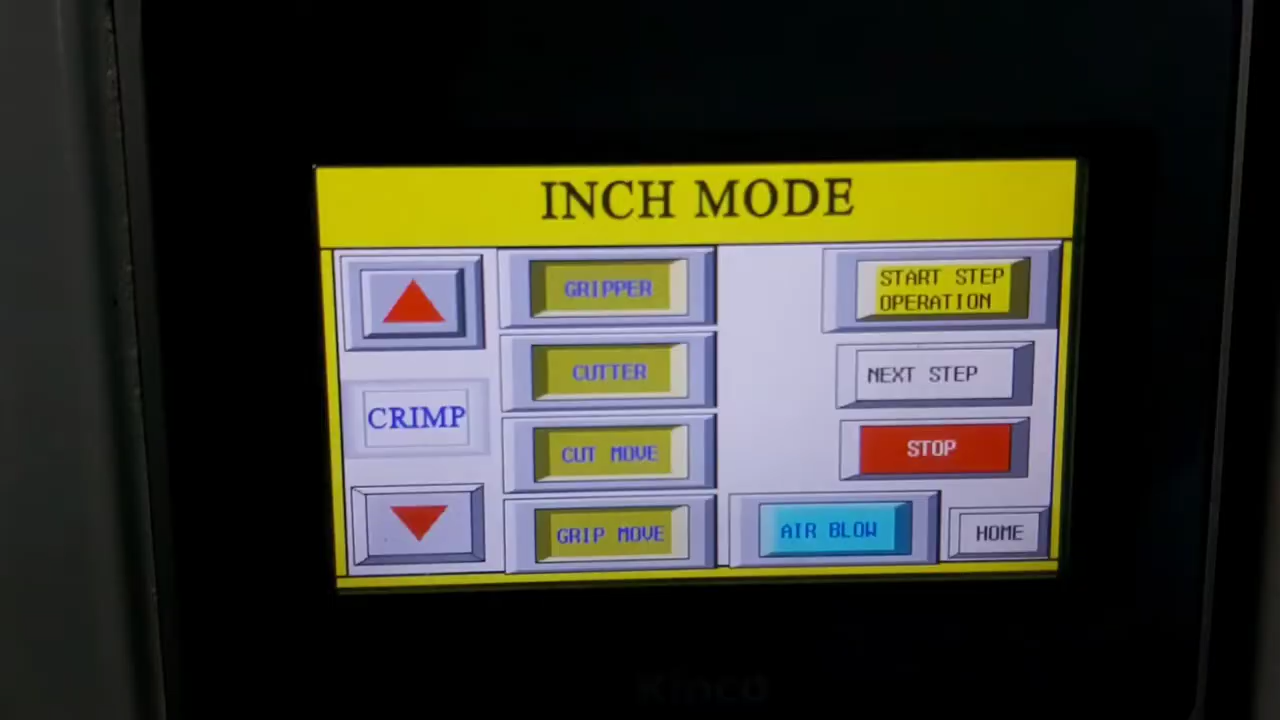 INCH MODE
GRIPPER
START STEP
OPERATION
CUTTER
NEXT STEP
CRIMP
CUT MOVE
STOP
GRIP MOVE
AIR BLOW
HOME
Kinco